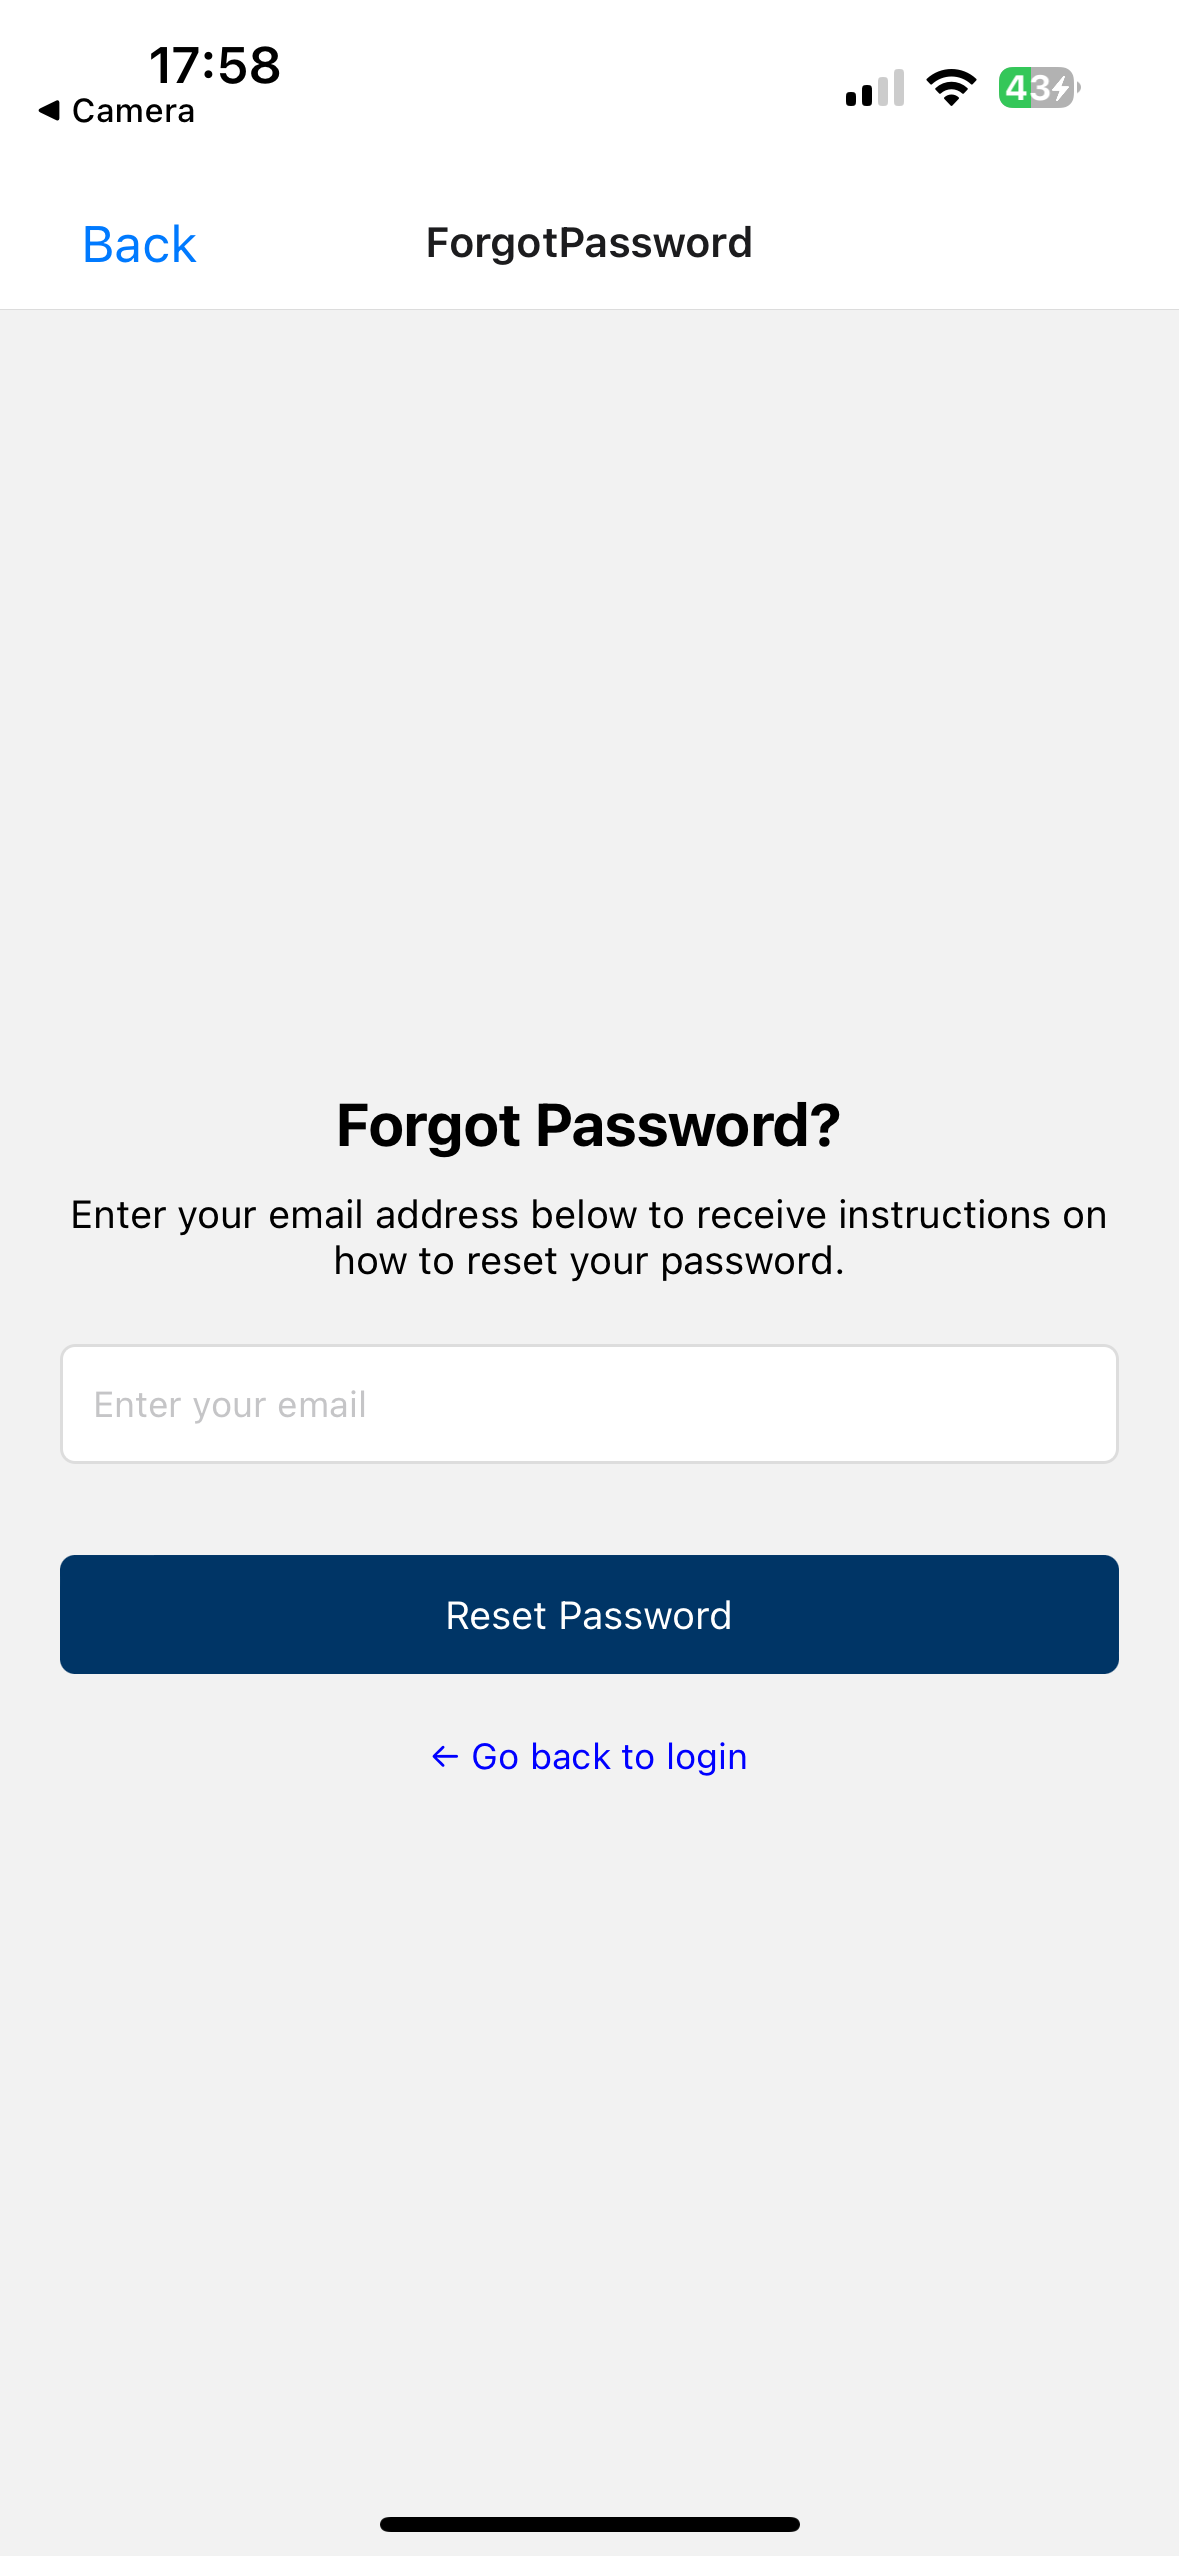 17:58
◀ Camera
43
Back
ForgotPassword
Forgot Password?
Enter your email address below to receive instructions on
how to reset your password.
Enter your email
Reset Password
← Go back to login